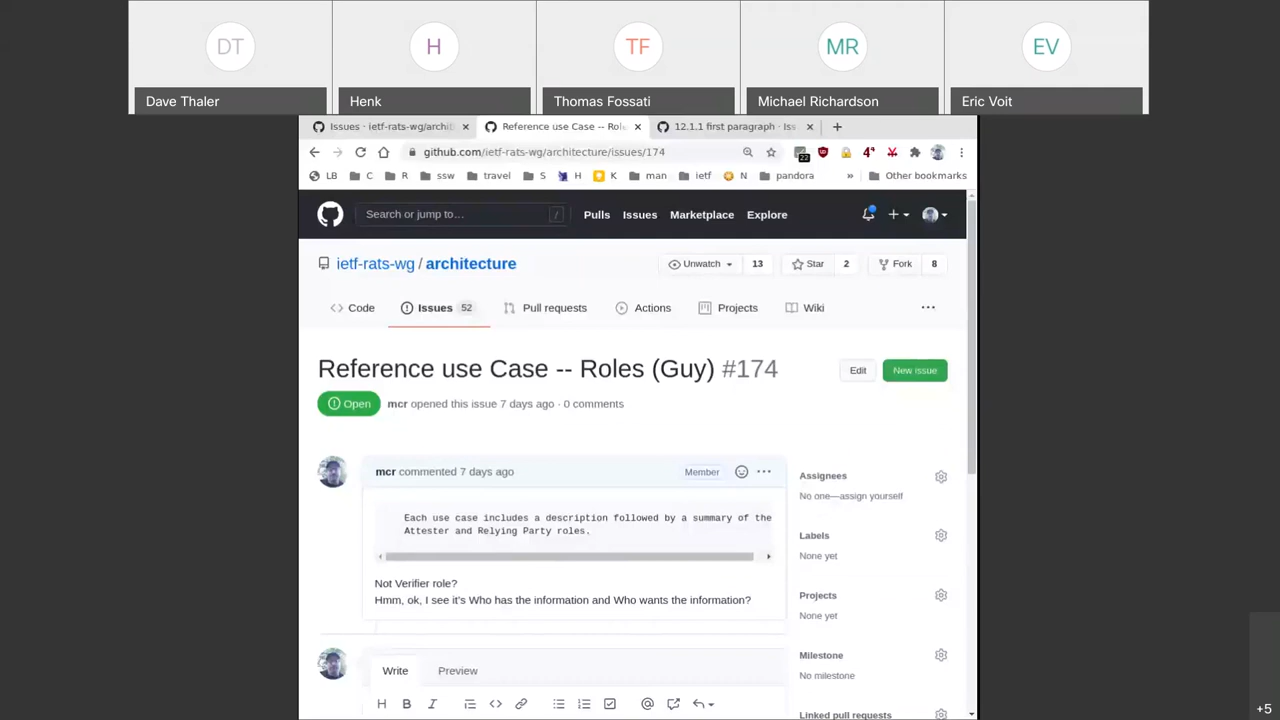 DT
H
TF
MR
EV
Dave Thaler
Henk
Thomas Fossati
Michael Richardson
Eric Voit
Issues - ietf-rats-wg/archit
Reference use Case -- Rol
12.1.1 first paragraph · Iss
github.com/ietf-rats-wg/architecture/issues/174
22
LB
C
R
ssw
travel
S
H
K
man
ietf
N
pandora
»
Other bookmarks
Search or jump to…
/
Pulls
Issues
Marketplace
Explore
ietf-rats-wg / architecture
Unwatch
13
Star
2
Fork
8
Code
Issues 52
Pull requests
Actions
Projects
Wiki
Reference use Case -- Roles (Guy) #174
Edit
New issue
Open
mcr opened this issue 7 days ago · 0 comments
mcr commented 7 days ago
Member
Each use case includes a description followed by a summary of the
Attester and Relying Party roles.
Not Verifier role?
Hmm, ok, I see it's Who has the information and Who wants the information?
Assignees
No one—assign yourself
Labels
None yet
Projects
None yet
Milestone
No milestone
Linked pull requests
Write
Preview
H B I
+5